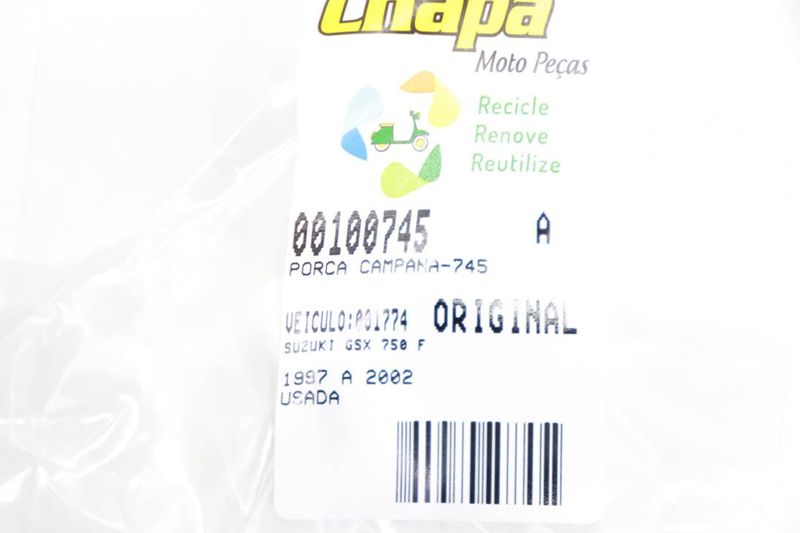 Chapa
Moto Peças
Recicle
Renove
Reutilize
00100745 A
PORCA CAMPANA-745
VEICULO:001774 ORIGINAL
SUZUKI GSX 750 F
1997 A 2002
USADA